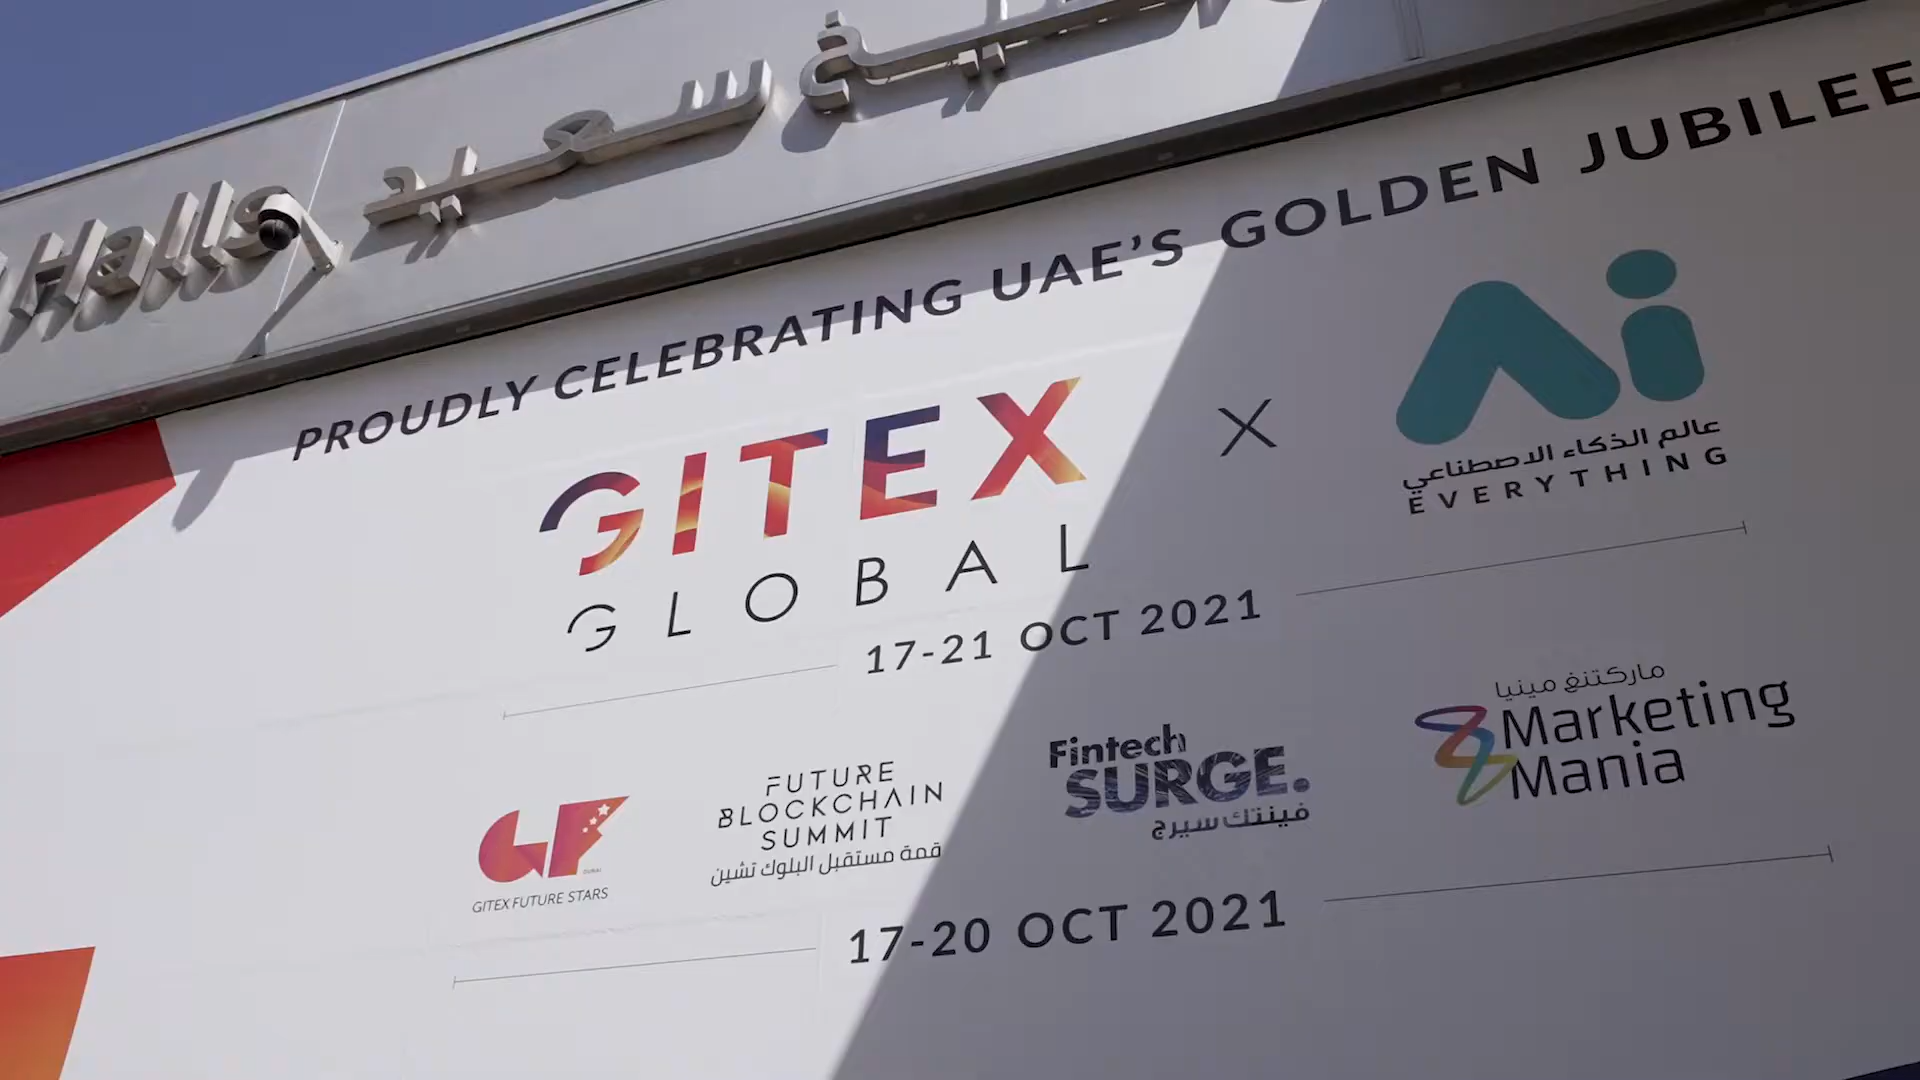 Halls
سعيد
PROUDLY CELEBRATING UAE'S GOLDEN JUBILEE
GITEX
GLOBAL
X
Ai
عالم الذكاء الاصطناعي
EVERYTHING
17-21 OCT 2021
GITEX FUTURE STARS
FUTURE
BLOCKCHAIN
SUMMIT
قمة مستقبل البلوك تشين
Fintech
SURGE.
فينتك سيرج
ماركتنغ مينيا
Marketing
Mania
17-20 OCT 2021